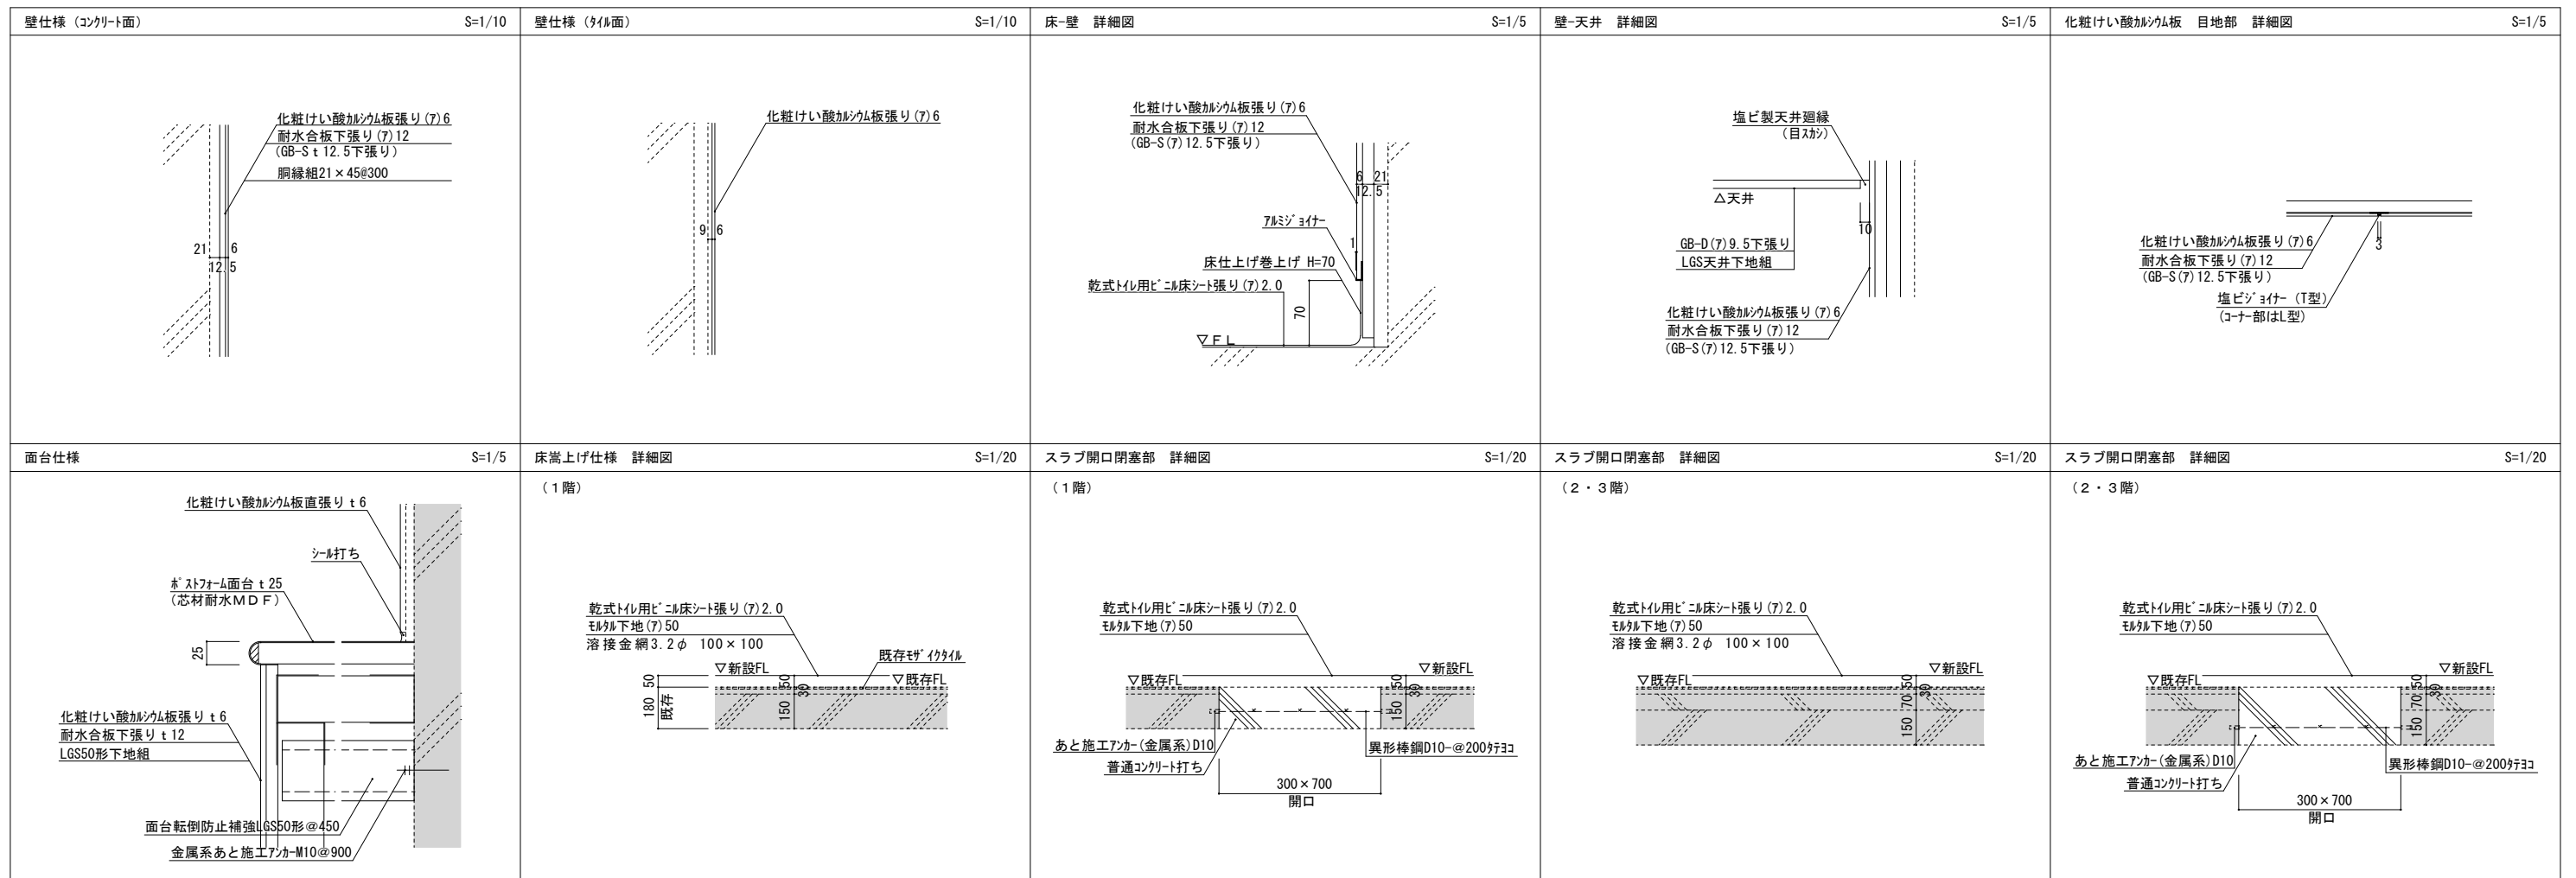 壁仕様（ｺﾝｸﾘｰﾄ面） S=1/10
化粧けい酸ｶﾙｼｳﾑ板張り(ｱ)6
耐水合板下張り(ｱ)12
(GB-Sｔ12.5下張り)
胴縁組21×45@300
21
6
12.5
壁仕様（ﾀｲﾙ面） S=1/10
化粧けい酸ｶﾙｼｳﾑ板張り(ｱ)6
9
6
床-壁　詳細図 S=1/5
化粧けい酸ｶﾙｼｳﾑ板張り(ｱ)6
耐水合板下張り(ｱ)12
(GB-S(ｱ)12.5下張り)
6
21
12.5
ｱﾙﾐｼﾞｮｲﾅｰ
1
床仕上げ巻上げ H=70
乾式ﾄｲﾚ用ﾋﾞﾆﾙ床ｼｰﾄ張り(ｱ)2.0
70
▽ＦＬ
壁-天井　詳細図 S=1/5
塩ビ製天井廻縁
(目ｽｶｼ)
△天井
10
GB-D(ｱ)9.5下張り
LGS天井下地組
化粧けい酸ｶﾙｼｳﾑ板張り(ｱ)6
耐水合板下張り(ｱ)12
(GB-S(ｱ)12.5下張り)
化粧けい酸ｶﾙｼｳﾑ板　目地部　詳細図 S=1/5
3
化粧けい酸ｶﾙｼｳﾑ板張り(ｱ)6
耐水合板下張り(ｱ)12
(GB-S(ｱ)12.5下張り)
塩ビｼﾞｮｲﾅｰ（T型）
(ｺｰﾅｰ部はL型)
面台仕様 S=1/5
化粧けい酸ｶﾙｼｳﾑ板直張りｔ6
ｼｰﾙ打ち
ﾎﾟｽﾄﾌｫｰﾑ面台ｔ25
(芯材耐水ＭＤＦ)
25
化粧けい酸ｶﾙｼｳﾑ板張りｔ6
耐水合板下張りｔ12
LGS50形下地組
面台転倒防止補強LGS50形@450
金属系あと施工ｱﾝｶｰM10@900
床嵩上げ仕様　詳細図 S=1/20
（１階）
乾式ﾄｲﾚ用ﾋﾞﾆﾙ床ｼｰﾄ張り(ｱ)2.0
ﾓﾙﾀﾙ下地(ｱ)50
溶接金網3.2φ　100×100
既存ﾓｻﾞｲｸﾀｲﾙ
▽新設FL
▽既存FL
50
180
既存
50
30
150
スラブ開口閉塞部　詳細図 S=1/20
（１階）
乾式ﾄｲﾚ用ﾋﾞﾆﾙ床ｼｰﾄ張り(ｱ)2.0
ﾓﾙﾀﾙ下地(ｱ)50
▽新設FL
▽既存FL
50
30
150
あと施工ｱﾝｶｰ(金属系)D10
異形棒鋼D10-@200ﾀﾃﾖｺ
普通ｺﾝｸﾘｰﾄ打ち
300×700
開口
スラブ開口閉塞部　詳細図 S=1/20
（２・３階）
乾式ﾄｲﾚ用ﾋﾞﾆﾙ床ｼｰﾄ張り(ｱ)2.0
ﾓﾙﾀﾙ下地(ｱ)50
溶接金網3.2φ　100×100
▽新設FL
▽既存FL
50
30
70
150
スラブ開口閉塞部　詳細図 S=1/20
（２・３階）
乾式ﾄｲﾚ用ﾋﾞﾆﾙ床ｼｰﾄ張り(ｱ)2.0
ﾓﾙﾀﾙ下地(ｱ)50
▽新設FL
▽既存FL
50
30
70
150
あと施工ｱﾝｶｰ(金属系)D10
異形棒鋼D10-@200ﾀﾃﾖｺ
普通ｺﾝｸﾘｰﾄ打ち
300×700
開口